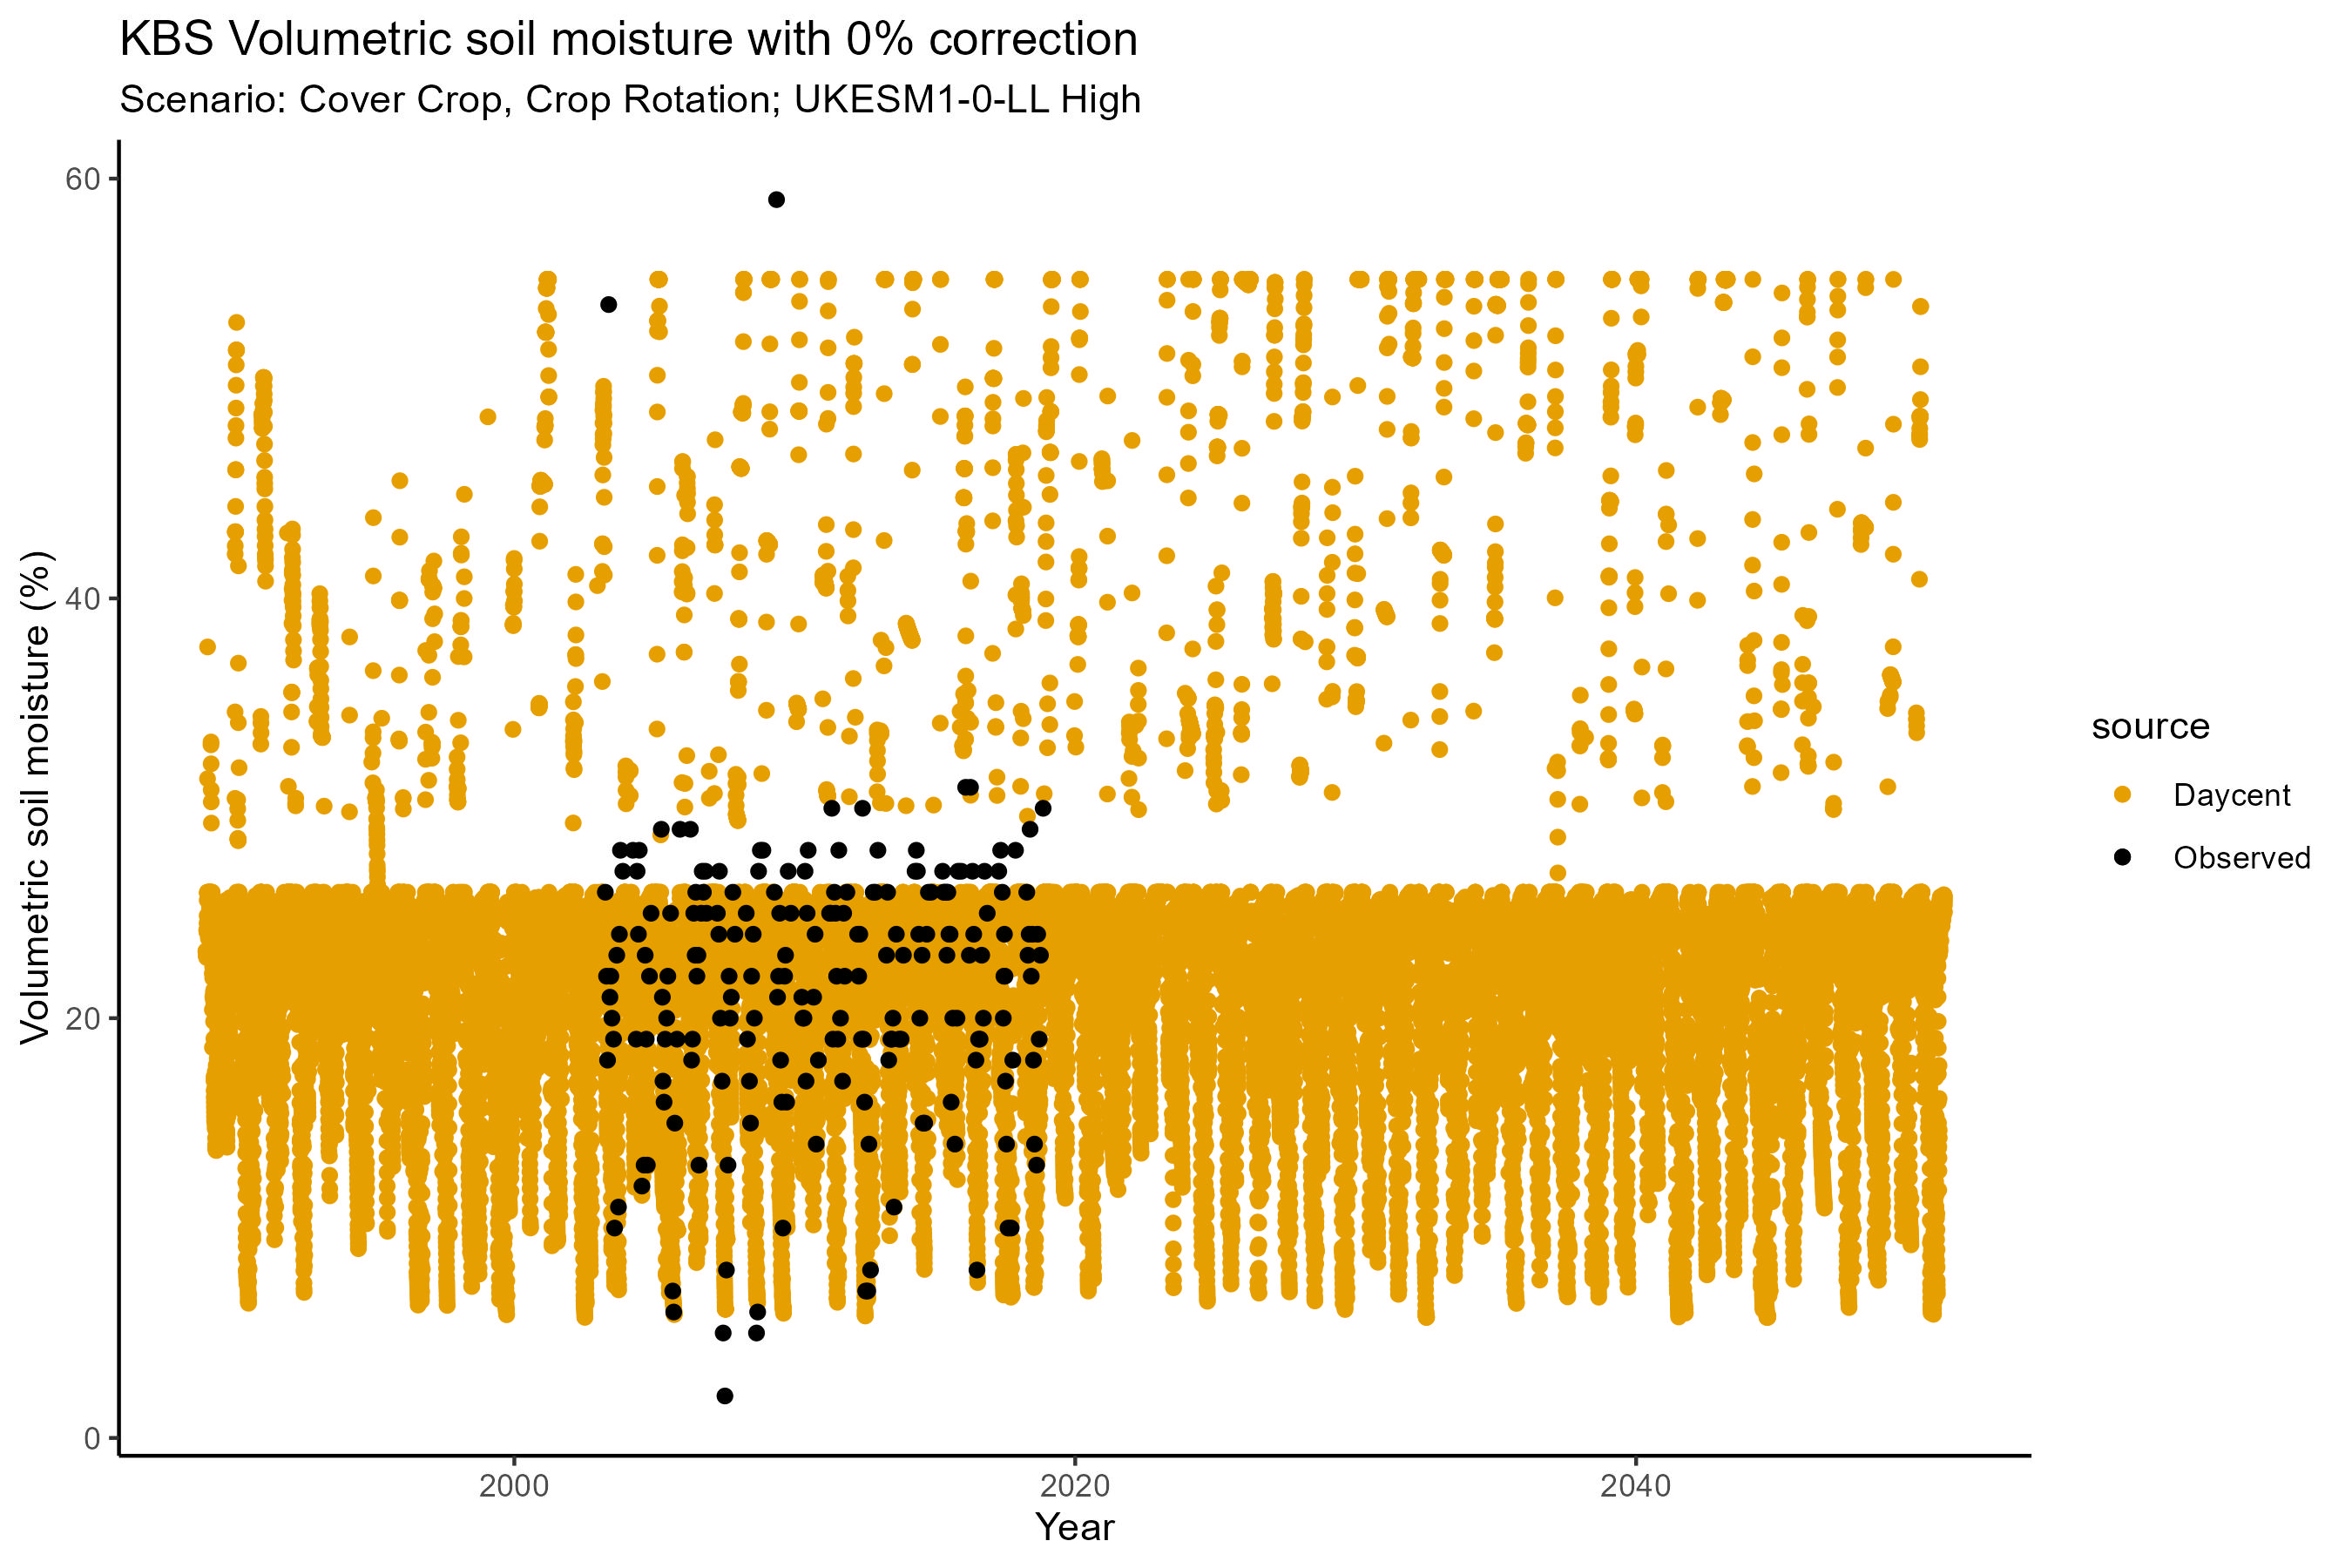 KBS Volumetric soil moisture with 0% correction
Scenario: Cover Crop, Crop Rotation; UKESM1-0-LL High
Volumetric soil moisture (%)
60
40
20
0
2000
2020
2040
Year
source
Daycent
Observed